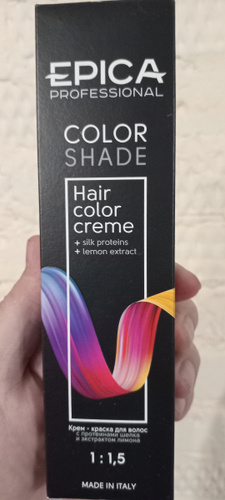 EPICA
PROFESSIONAL
COLOR
SHADE
Hair
color
creme
+ silk proteins
+ lemon extract
Крем - краска для волос
с протеинами шелка
и экстрактом лимона
1 : 1,5
MADE IN ITALY